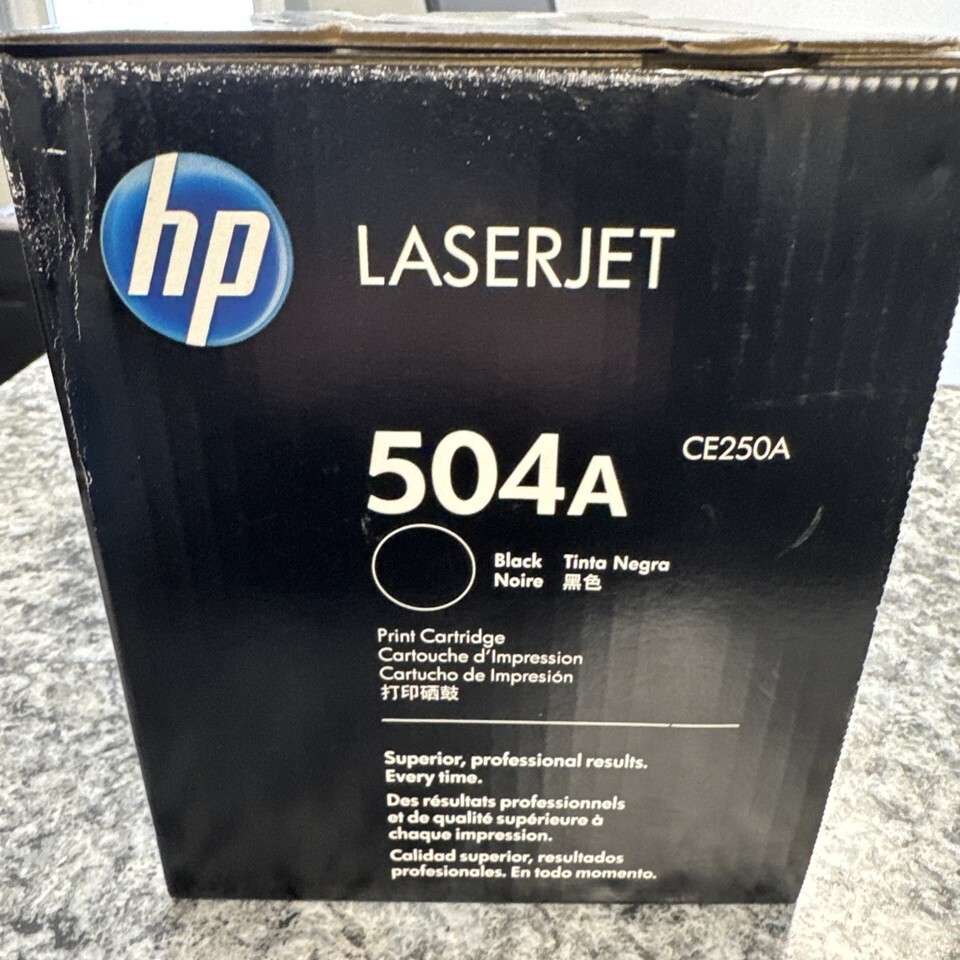 hp
LASERJET
504A
CE250A
Black Tinta Negra
Noire 黑色
Print Cartridge
Cartouche d'Impression
Cartucho de Impresión
打印硒鼓
Superior, professional results.
Every time.
Des résultats professionnels
et de qualité supérieure à
chaque impression.
Calidad superior, resultados
profesionales. En todo momento.